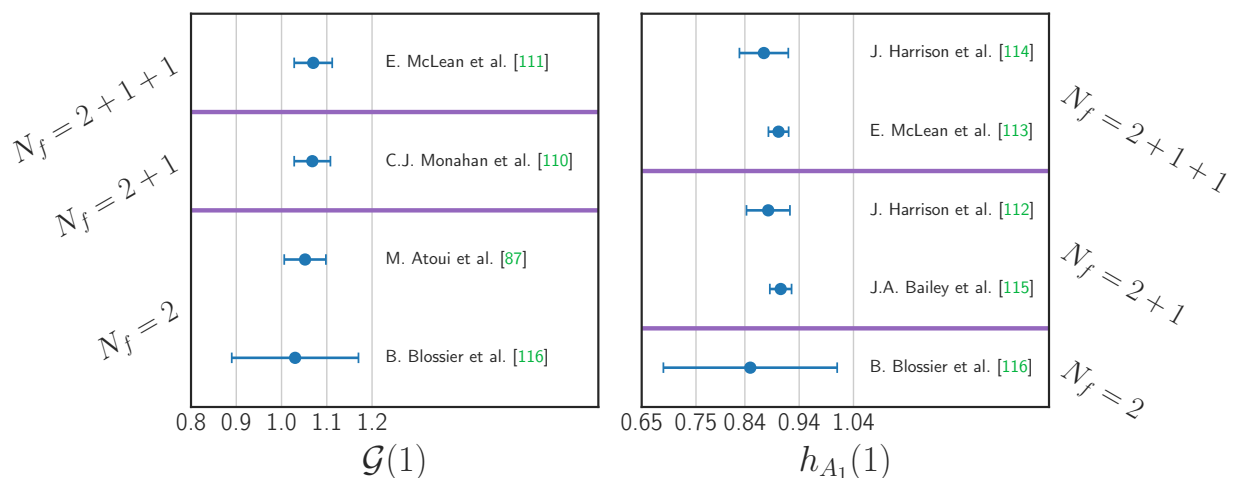 N_f = 2 + 1 + 1
N_f = 2 + 1
N_f = 2
E. McLean et al. [111]
C.J. Monahan et al. [110]
M. Atoui et al. [87]
B. Blossier et al. [116]
0.8 0.9 1.0 1.1 1.2
𝒢(1)
J. Harrison et al. [114]
E. McLean et al. [113]
J. Harrison et al. [112]
J.A. Bailey et al. [115]
B. Blossier et al. [116]
N_f = 2 + 1 + 1
N_f = 2 + 1
N_f = 2
0.65 0.75 0.84 0.94 1.04
h_{A_1}(1)